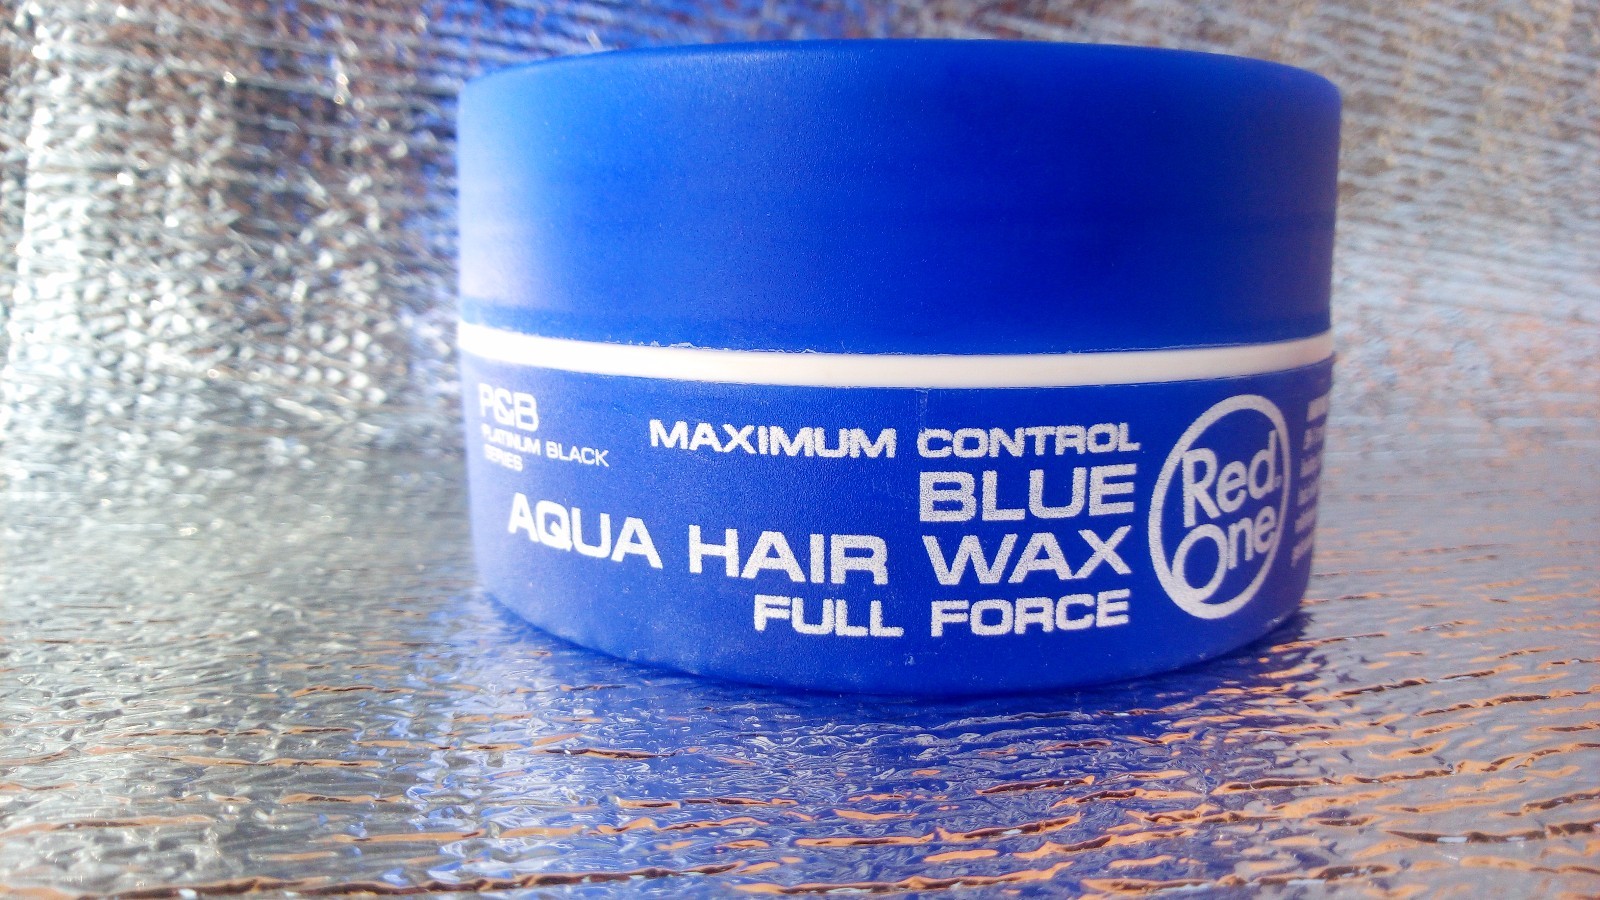 P&B
PLATINUM BLACK
SERIES
MAXIMUM CONTROL
BLUE
AQUA HAIR WAX
FULL FORCE
Red
One